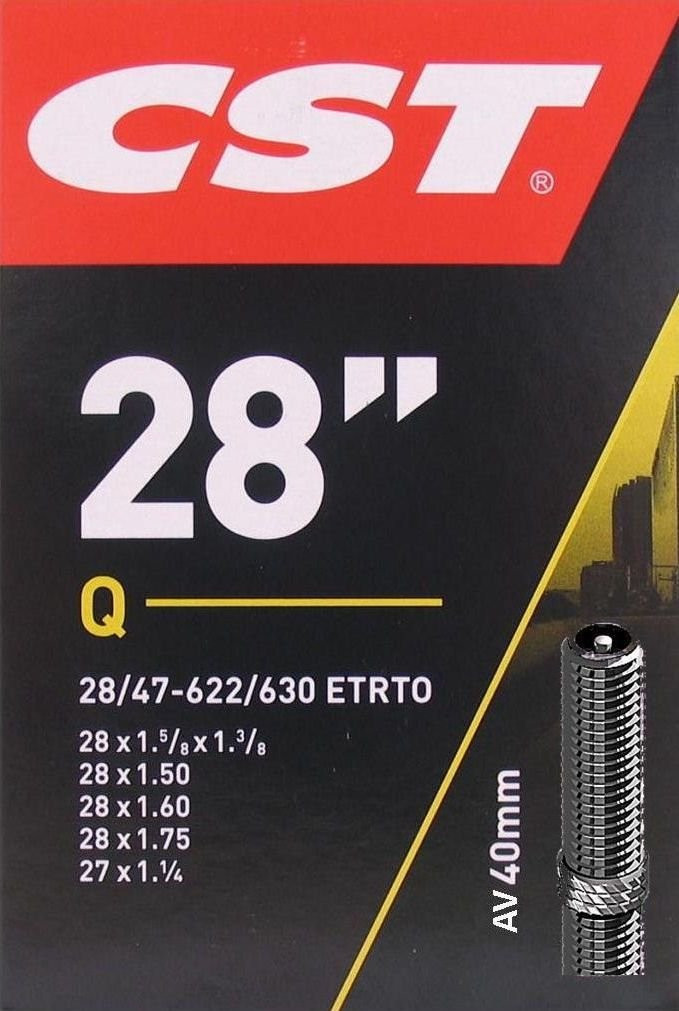 CST®
28”
Q
28/47-622/630 ETRTO
28 x 1.⁵/₈ x 1.³/₈
28 x 1.50
28 x 1.60
28 x 1.75
27 x 1.¼
AV 40mm